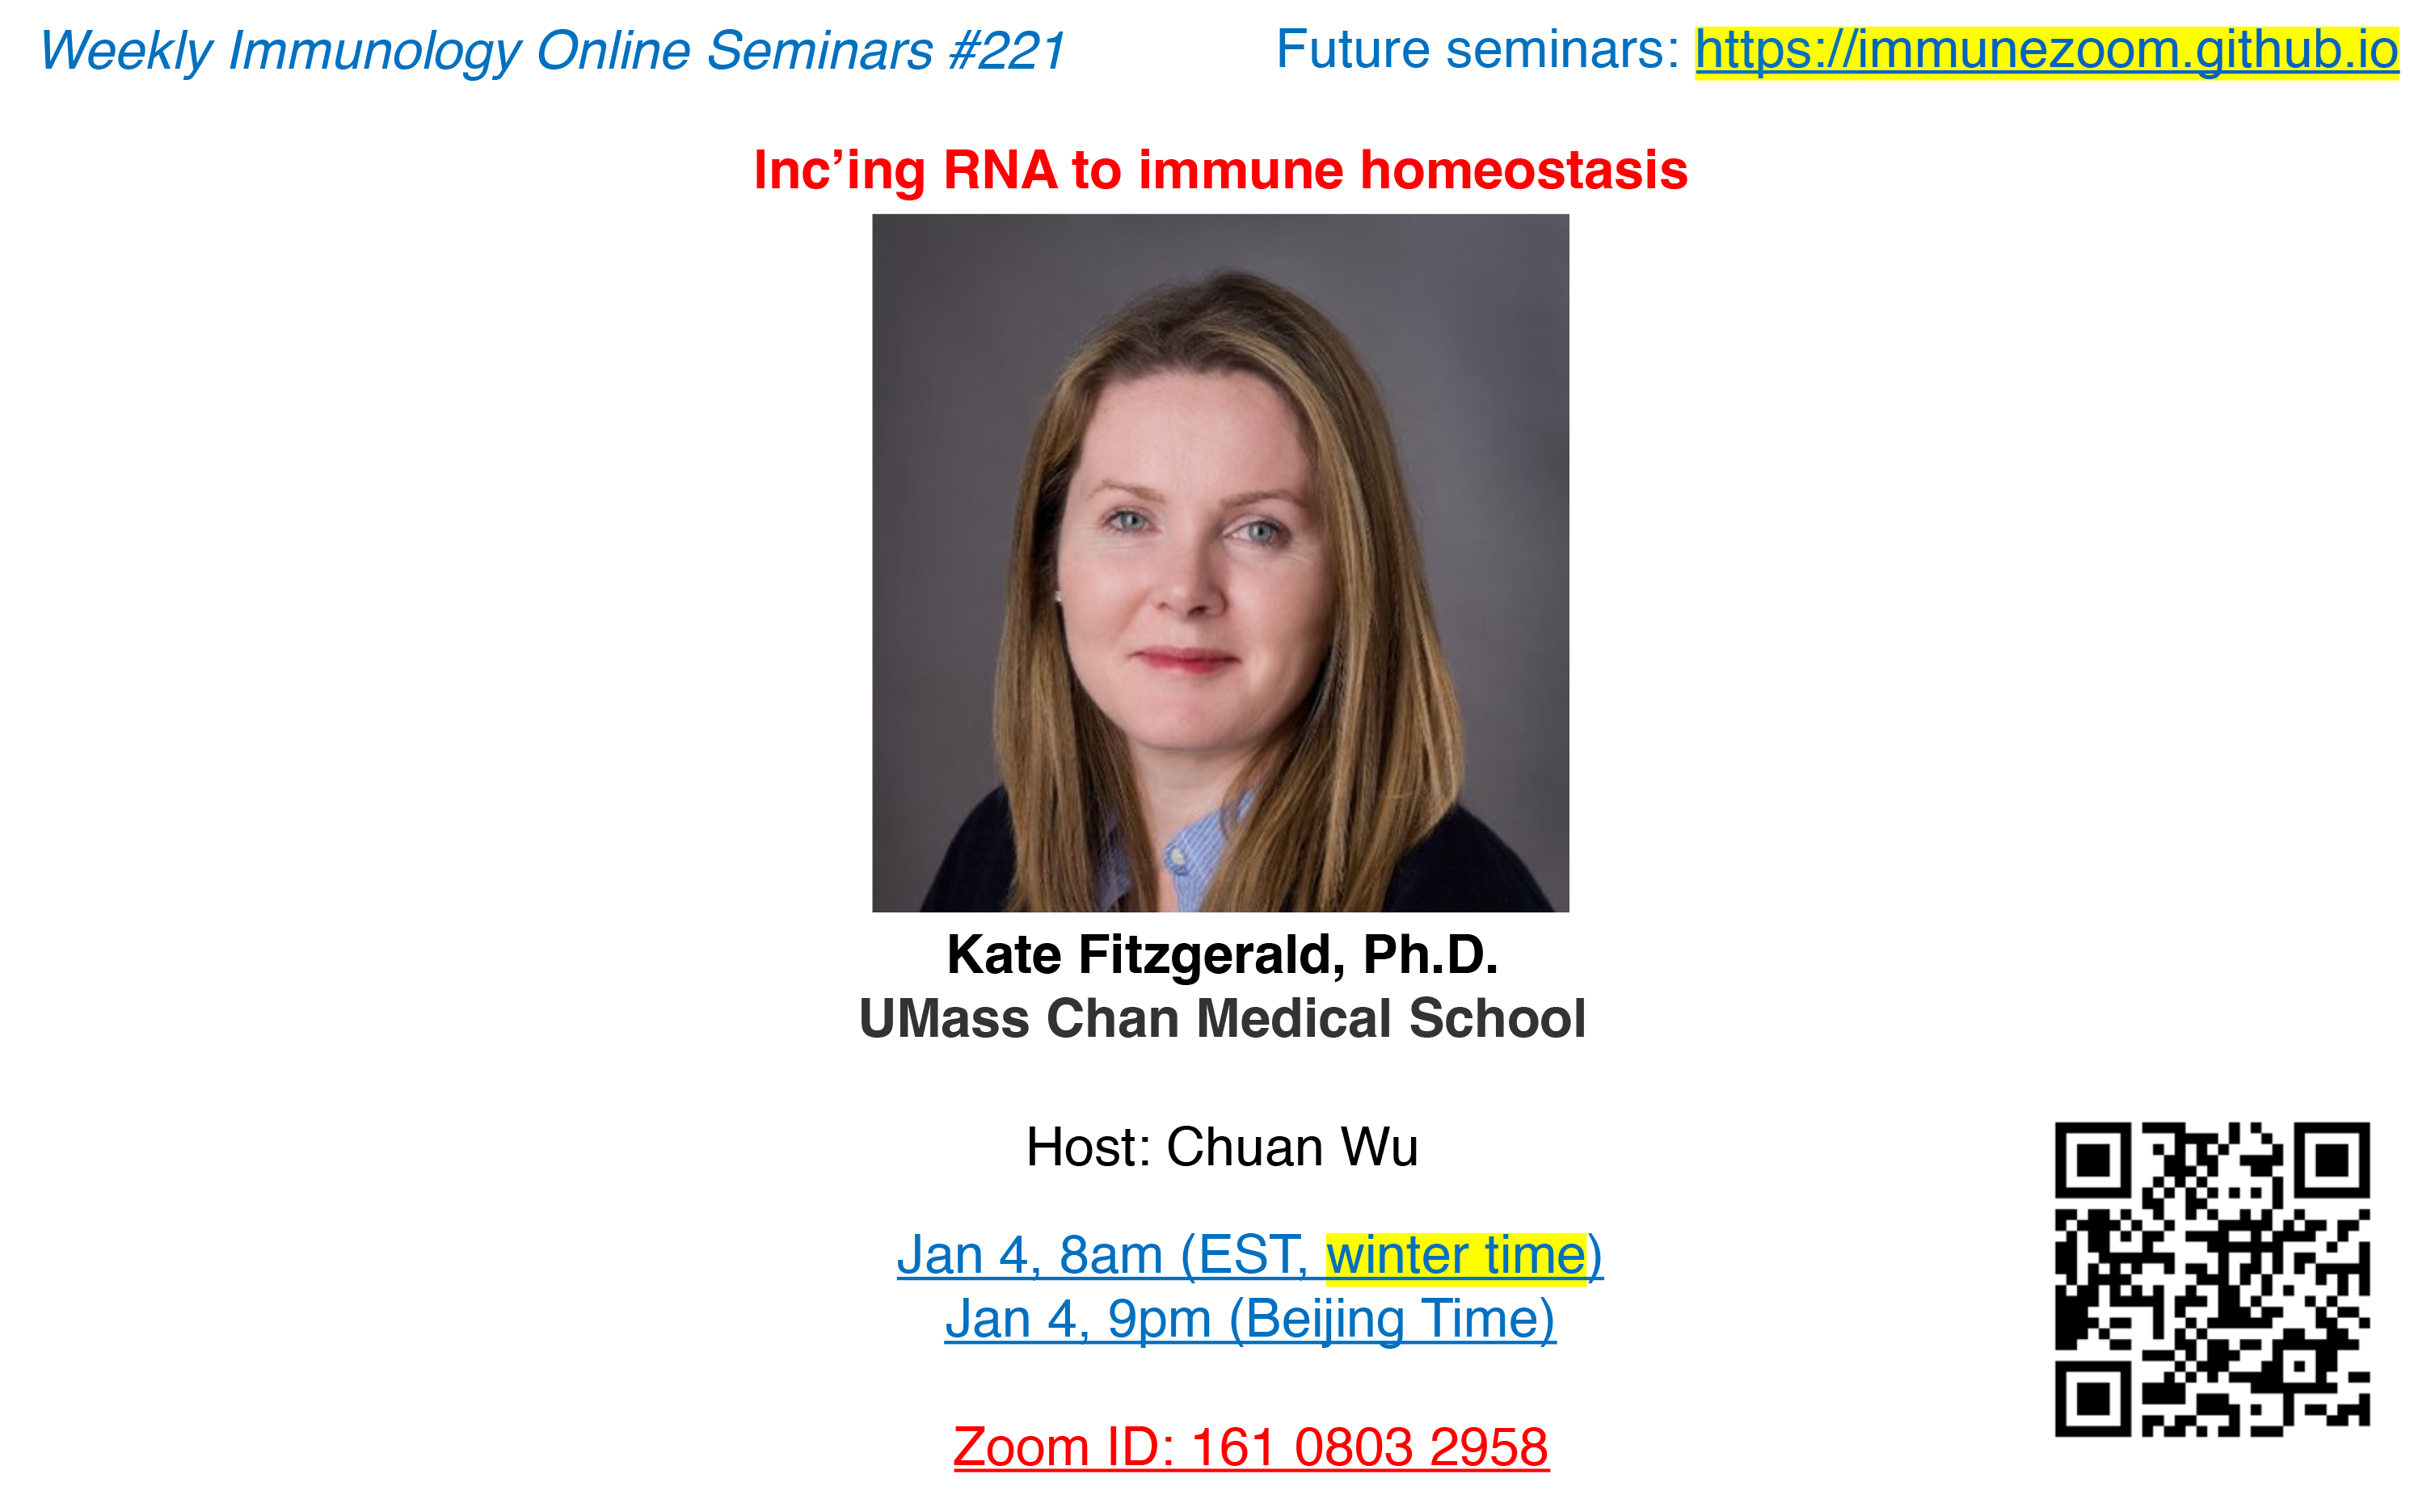 Weekly Immunology Online Seminars #221
Future seminars: https://immunezoom.github.io
lnc’ing RNA to immune homeostasis
Kate Fitzgerald, Ph.D.
UMass Chan Medical School
Host: Chuan Wu
Jan 4, 8am (EST, winter time)
Jan 4, 9pm (Beijing Time)
Zoom ID: 161 0803 2958